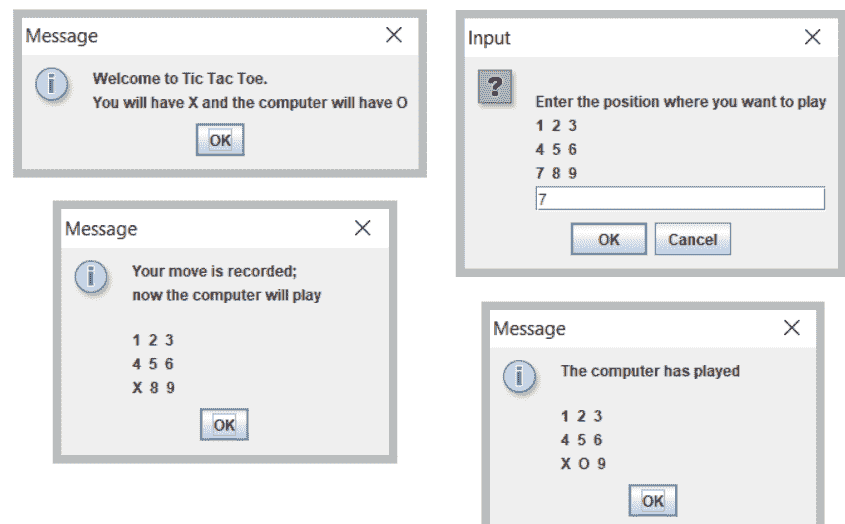 Message
Welcome to Tic Tac Toe.
You will have X and the computer will have O
OK
Input
?
Enter the position where you want to play
1 2 3
4 5 6
7 8 9
7
OK Cancel
Message
Your move is recorded;
now the computer will play
1 2 3
4 5 6
X 8 9
OK
Message
The computer has played
1 2 3
4 5 6
X O 9
OK